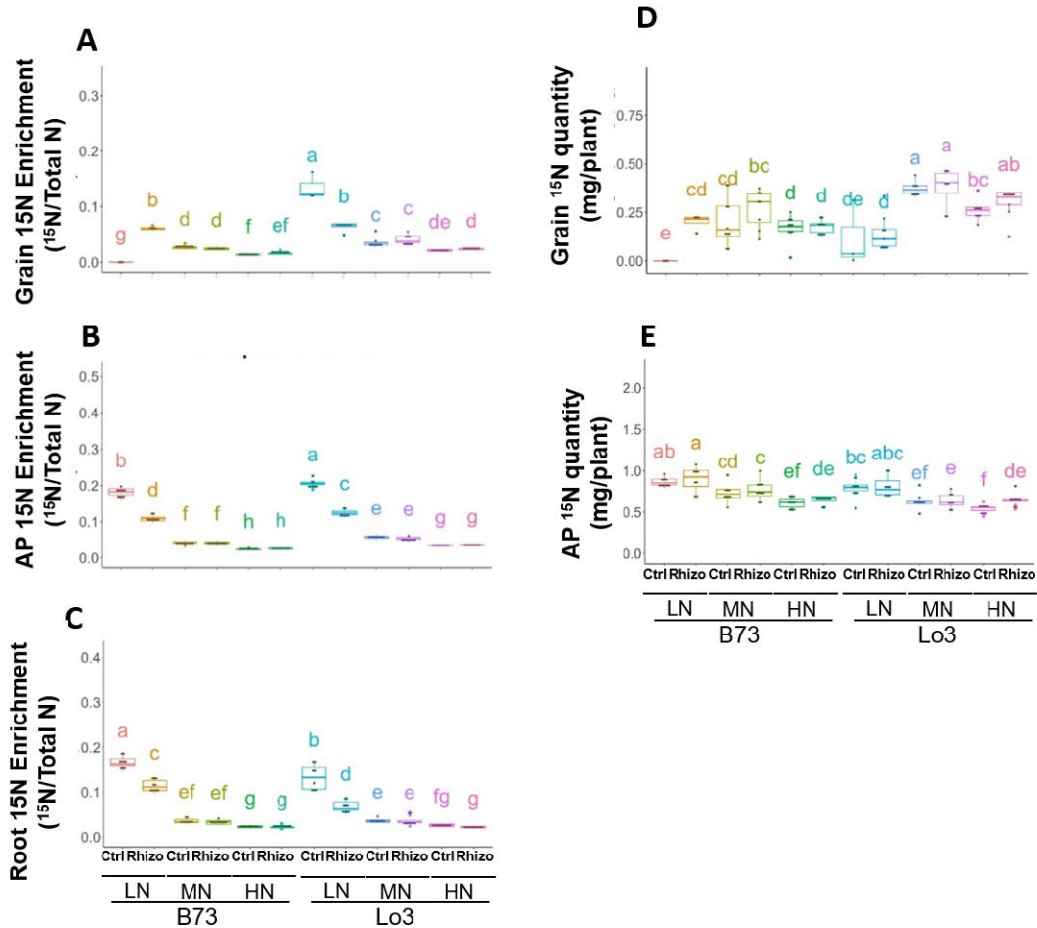 A
Grain 15N Enrichment
(¹⁵N/Total N)
0.3
0.2
0.1
0.0
g
b
d
d
f
ef
a
b
c
c
de
d
B
AP 15N Enrichment
(¹⁵N/Total N)
0.5
0.4
0.3
0.2
0.1
0.0
b
d
f
f
h
h
a
c
e
e
g
g
C
Root 15N Enrichment
(¹⁵N/Total N)
0.4
0.3
0.2
0.1
0.0
a
c
ef
ef
g
g
b
d
e
e
fg
g
Ctrl Rhizo Ctrl Rhizo Ctrl Rhizo Ctrl Rhizo Ctrl Rhizo Ctrl Rhizo
LN MN HN LN MN HN
B73 Lo3
D
Grain ¹⁵N quantity
(mg/plant)
0.75
0.50
0.25
0.00
e
cd
cd
bc
d
d
de
d
a
a
bc
ab
E
AP ¹⁵N quantity
(mg/plant)
2.0
1.5
1.0
0.5
0.0
ab
a
cd
c
ef
de
bc
abc
ef
e
f
de
Ctrl Rhizo Ctrl Rhizo Ctrl Rhizo Ctrl Rhizo Ctrl Rhizo Ctrl Rhizo
LN MN HN LN MN HN
B73 Lo3